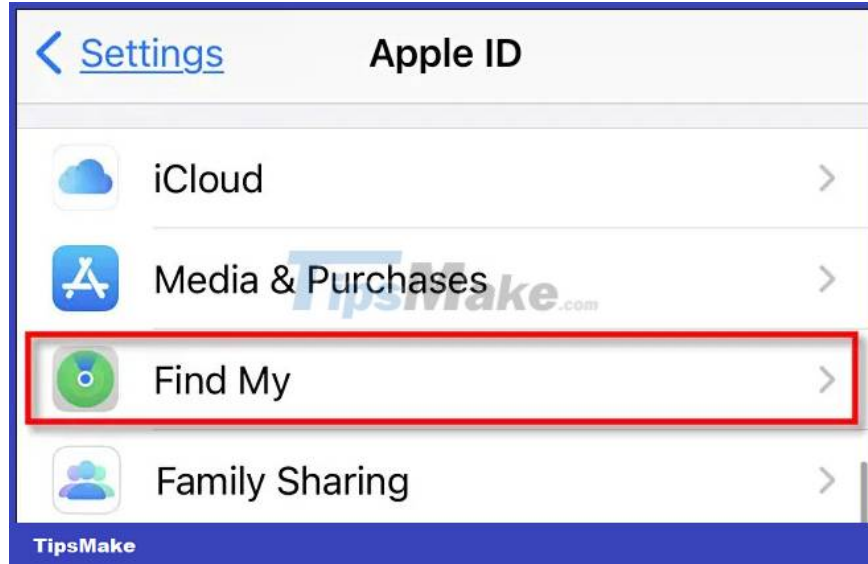 Settings
Apple ID
iCloud
Media & Purchases
TipsMake.com
Find My
Family Sharing
TipsMake